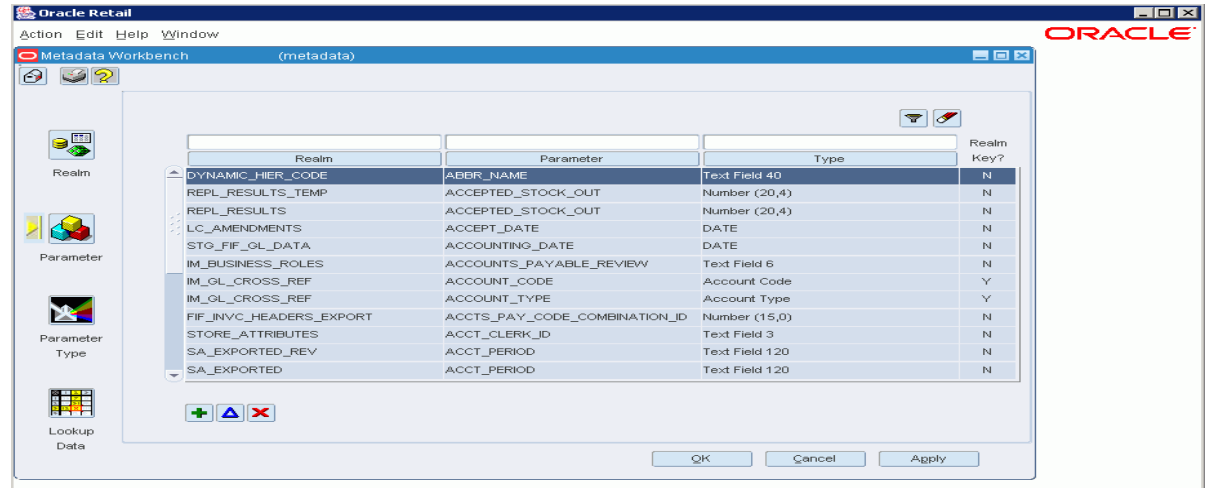 Oracle Retail
Action Edit Help Window
ORACLE
Metadata Workbench (metadata)
Realm
Key?
Realm Parameter Type
DYNAMIC_HIER_CODE ABBR_NAME Text Field 40 N
REPL_RESULTS_TEMP ACCEPTED_STOCK_OUT Number (20,4) N
REPL_RESULTS ACCEPTED_STOCK_OUT Number (20,4) N
LC_AMENDMENTS ACCEPT_DATE DATE N
STG_FIF_GL_DATA ACCOUNTING_DATE DATE N
IM_BUSINESS_ROLES ACCOUNTS_PAYABLE_REVIEW Text Field 6 N
IM_GL_CROSS_REF ACCOUNT_CODE Account Code Y
IM_GL_CROSS_REF ACCOUNT_TYPE Account Type Y
FIF_INVC_HEADERS_EXPORT ACCTS_PAY_CODE_COMBINATION_ID Number (15,0) N
STORE_ATTRIBUTES ACCT_CLERK_ID Text Field 3 N
SA_EXPORTED_REV ACCT_PERIOD Text Field 120 N
SA_EXPORTED ACCT_PERIOD Text Field 120 N
Realm
Parameter
Parameter
Type
Lookup
Data
OK Cancel Apply